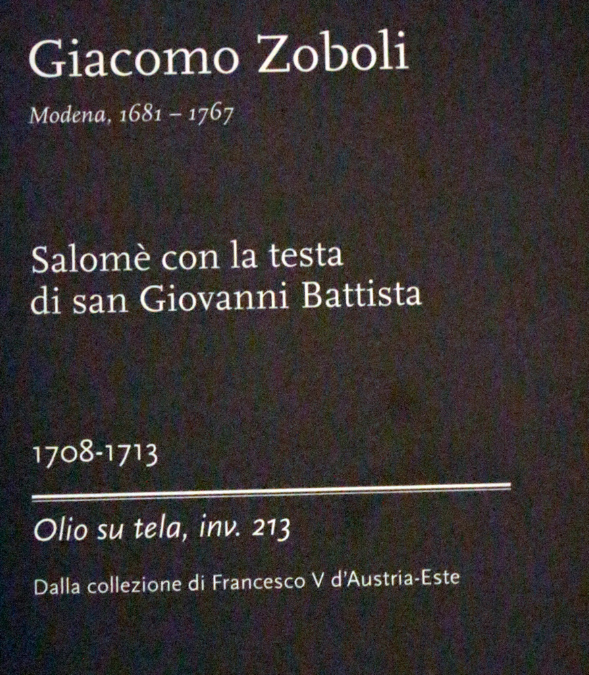 Giacomo Zoboli
Modena, 1681 – 1767
Salomè con la testa
di san Giovanni Battista
1708-1713
Olio su tela, inv. 213
Dalla collezione di Francesco V d'Austria-Este